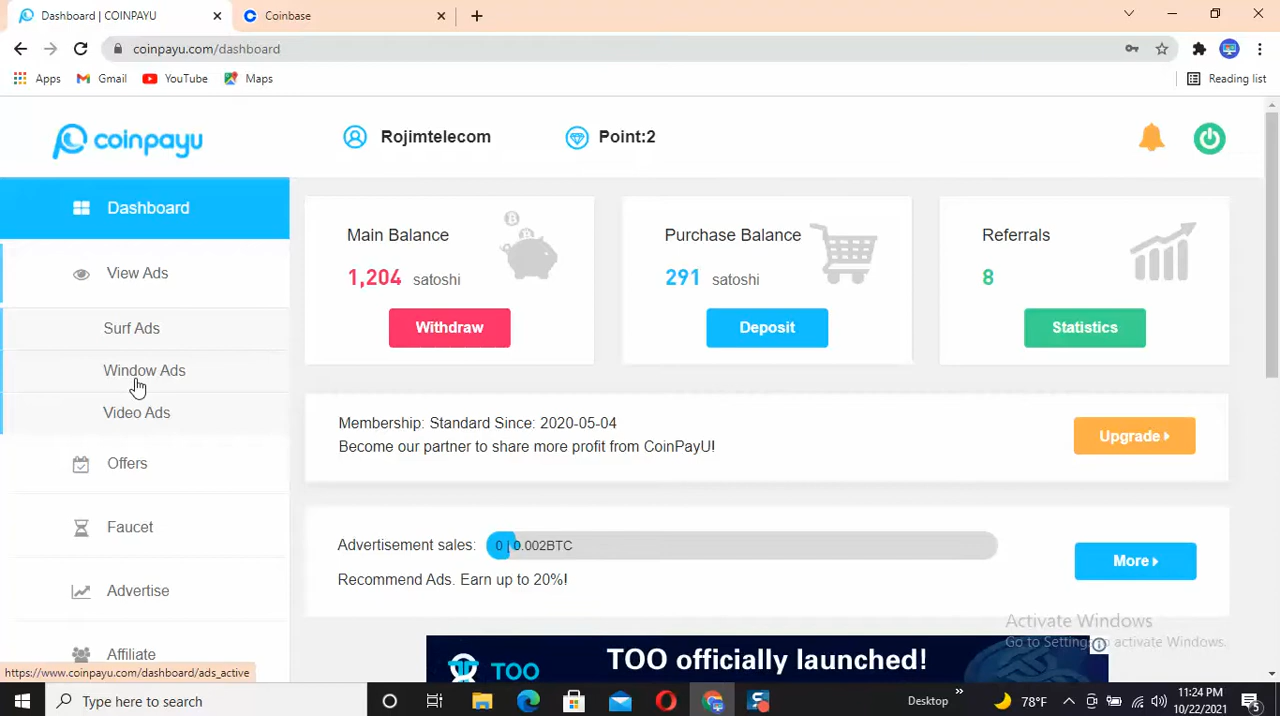 Dashboard | COINPAYU
Coinbase
coinpayu.com/dashboard
Apps
Gmail
YouTube
Maps
Reading list
coinpayu
Rojimtelecom
Point:2
Dashboard
View Ads
Surf Ads
Window Ads
Video Ads
Offers
Faucet
Advertise
Affiliate
Main Balance
1,204 satoshi
Withdraw
Purchase Balance
291 satoshi
Deposit
Referrals
8
Statistics
Membership: Standard Since: 2020-05-04
Become our partner to share more profit from CoinPayU!
Upgrade
Advertisement sales:
0 | 0.002BTC
Recommend Ads. Earn up to 20%!
More
Activate Windows
Go to Settings to activate Windows.
TOO
TOO officially launched!
https://www.coinpayu.com/dashboard/ads_active
Type here to search
Desktop
78°F
11:24 PM
10/22/2021
5